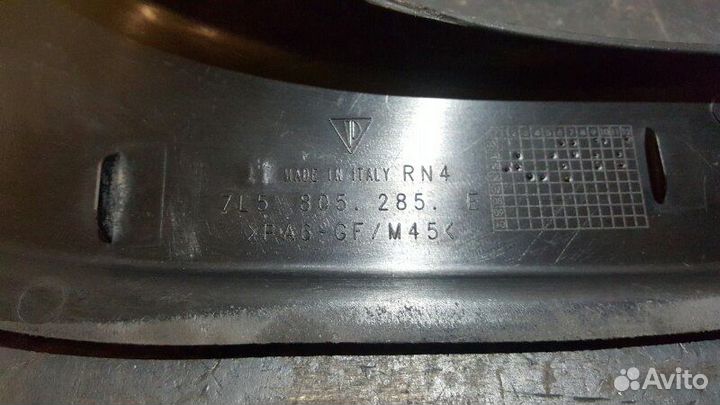 MADE IN ITALY RN4
7L5 805. 285. E
>PA6-GF/M45<
Avito